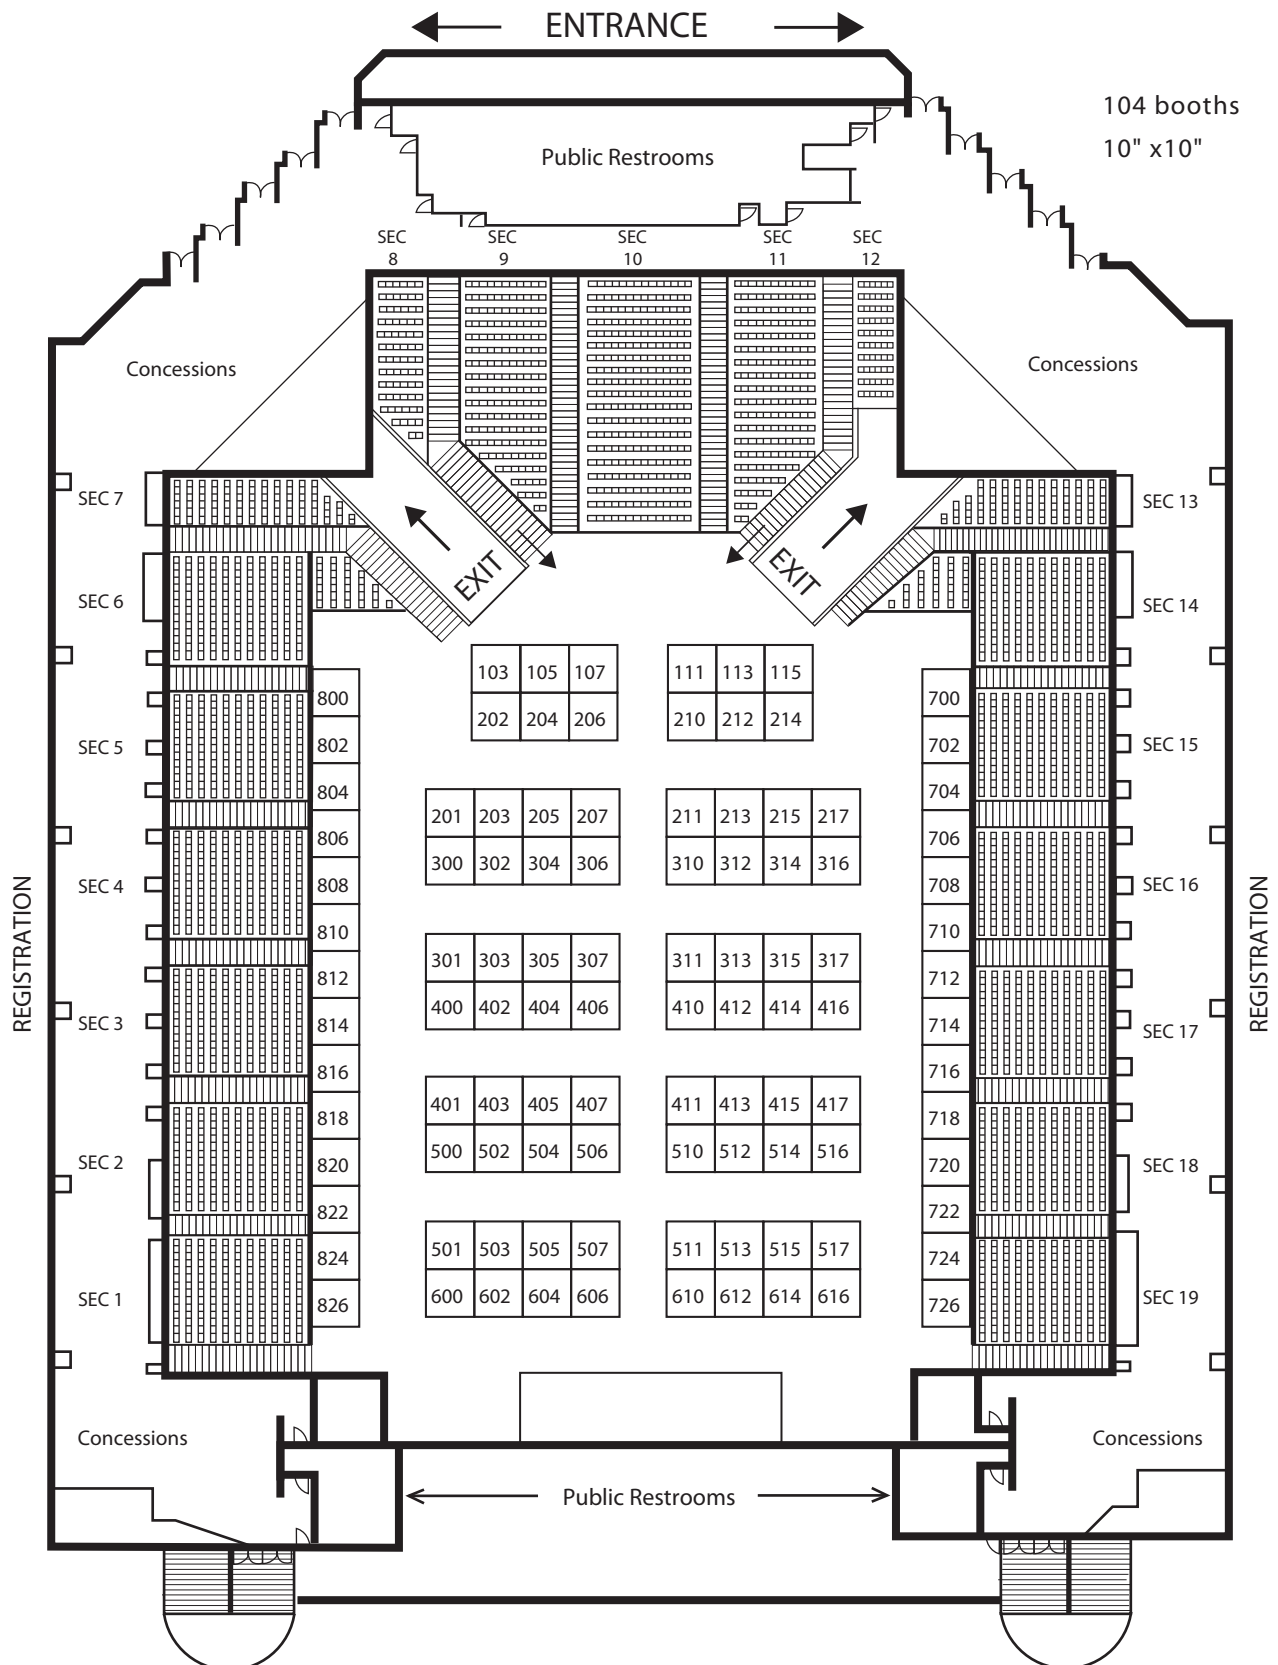 ENTRANCE
104 booths
10" x10"
Public Restrooms
SEC 8
SEC 9
SEC 10
SEC 11
SEC 12
Concessions
Concessions
SEC 7
SEC 13
EXIT
EXIT
SEC 6
SEC 14
103 105 107
111 113 115
202 204 206
210 212 214
800
700
SEC 5
802
702
SEC 15
804
704
201 203 205 207
211 213 215 217
806
706
300 302 304 306
310 312 314 316
SEC 4
808
708
SEC 16
810
710
REGISTRATION
REGISTRATION
301 303 305 307
311 313 315 317
812
712
400 402 404 406
410 412 414 416
SEC 3
814
714
SEC 17
816
716
401 403 405 407
411 413 415 417
818
718
500 502 504 506
510 512 514 516
SEC 2
820
720
SEC 18
822
722
501 503 505 507
511 513 515 517
824
724
600 602 604 606
610 612 614 616
SEC 1
826
726
SEC 19
Concessions
Concessions
Public Restrooms